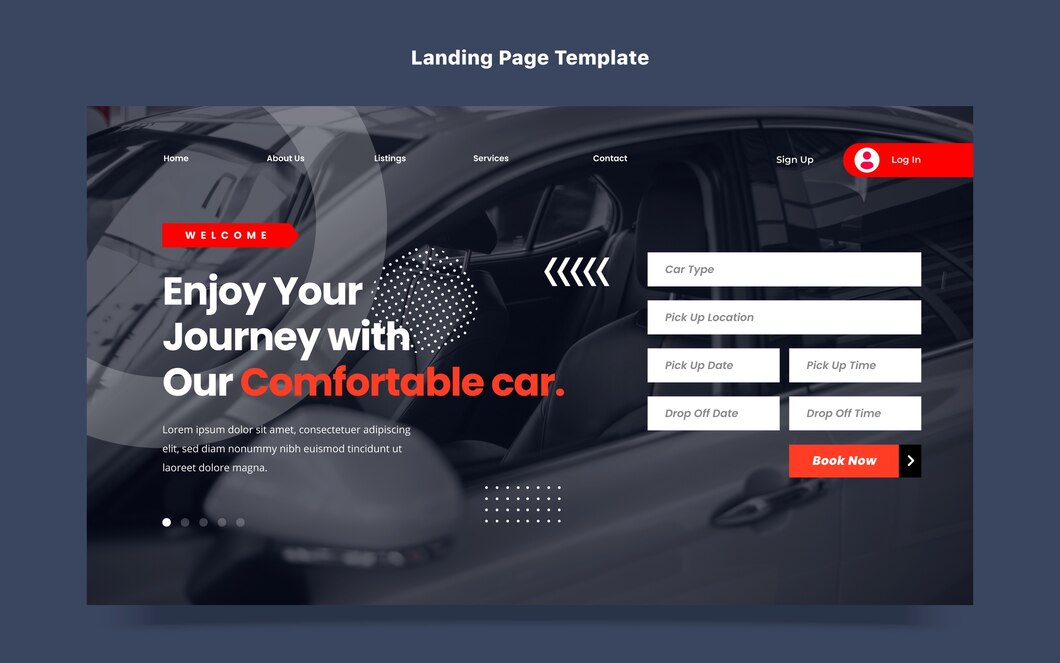 Landing Page Template
Home About Us Listings Services Contact Sign Up Log In
WELCOME
Enjoy Your
Journey with
Our Comfortable car.
Lorem ipsum dolor sit amet, consectetuer adipiscing
elit, sed diam nonummy nibh euismod tincidunt ut
laoreet dolore magna.
Car Type
Pick Up Location
Pick Up Date Pick Up Time
Drop Off Date Drop Off Time
Book Now